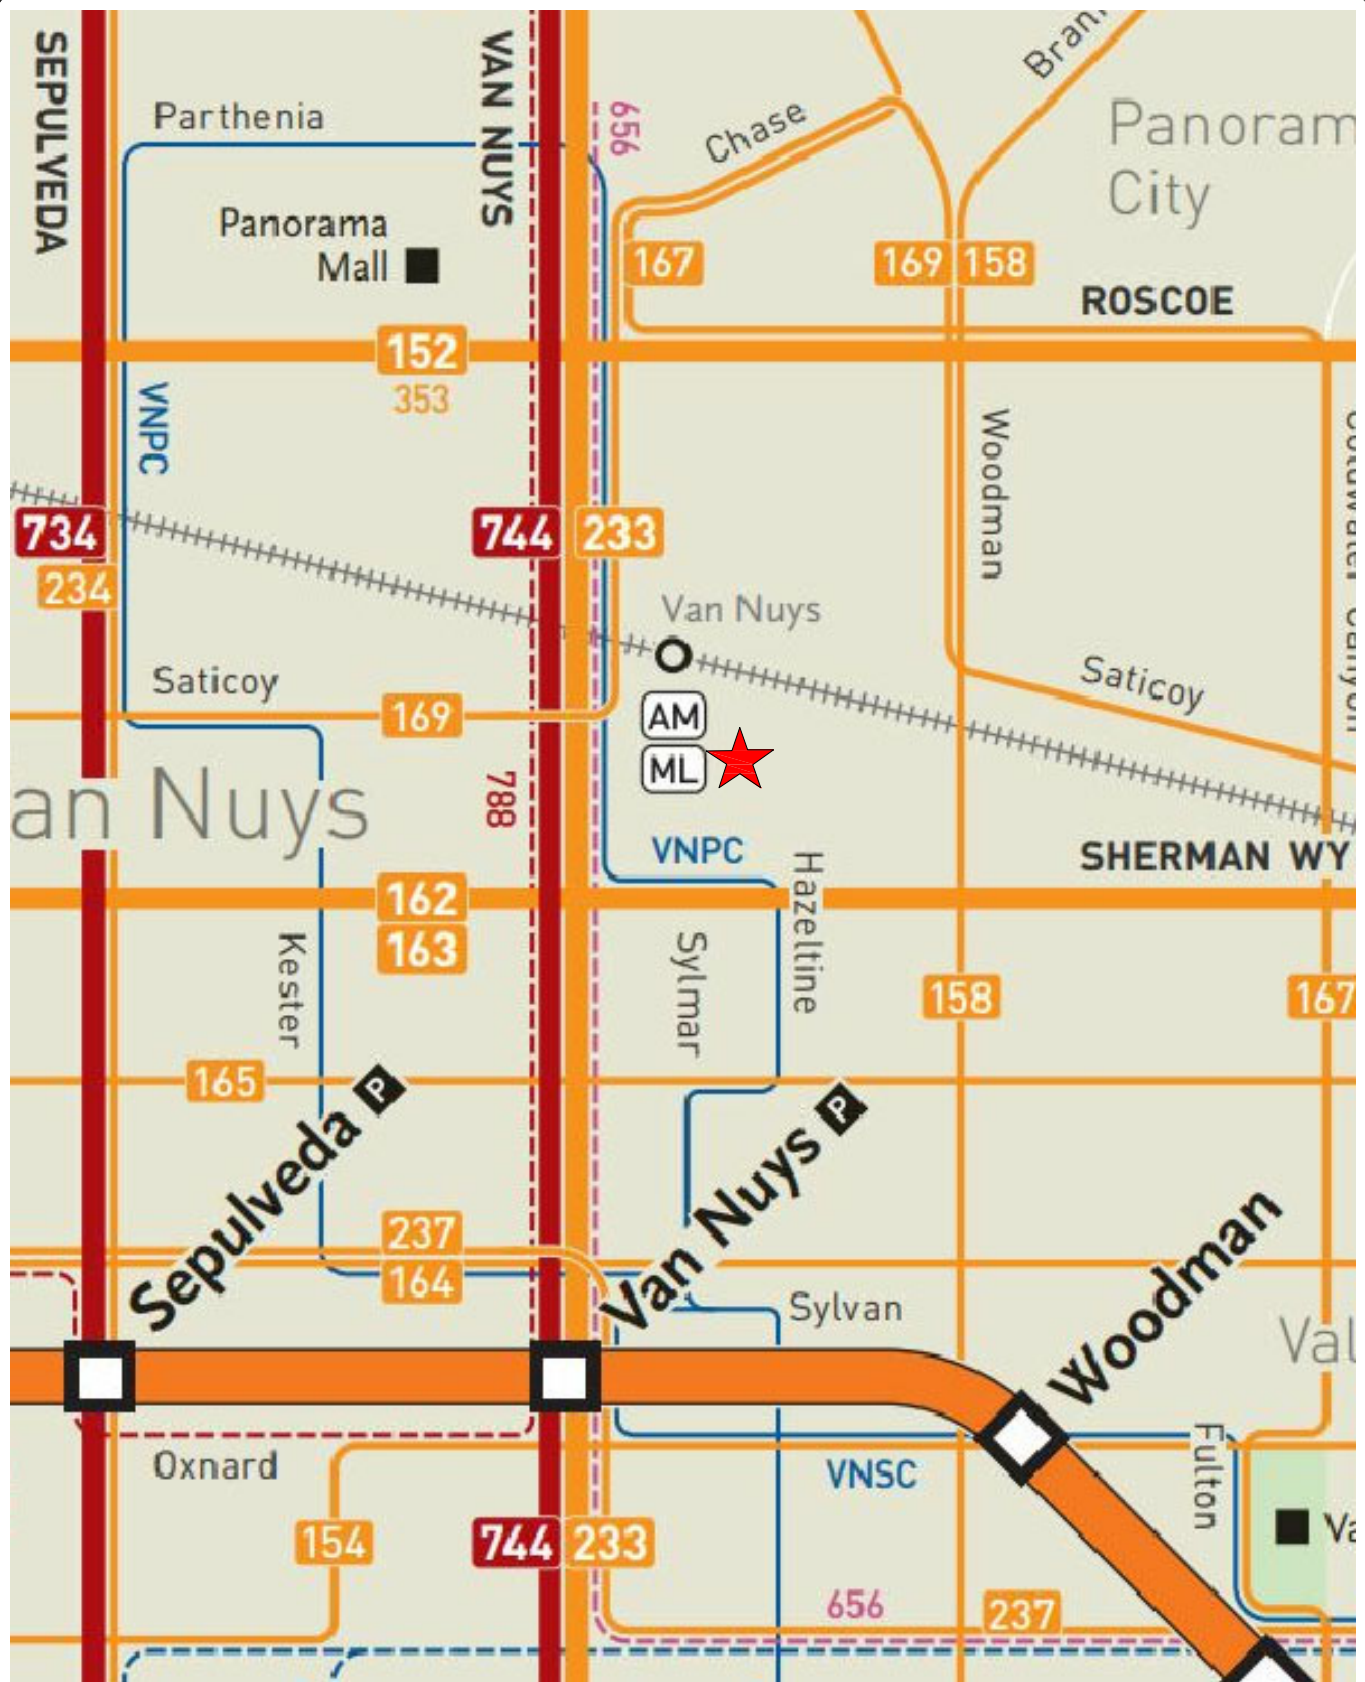 SEPULVEDA
VAN NUYS
656
Parthenia
Chase
Panorama
Mall
167
169
158
Panoram
City
ROSCOE
152
353
VNPC
Woodman
734
234
744
233
Van Nuys
Saticoy
169
AM
ML
Saticoy
Canyon
788
an Nuys
VNPC
SHERMAN WY
162
163
Hazeltine
Kester
Sylmar
158
167
165
Sepulveda P
Van Nuys P
Woodman
237
164
Sylvan
Val
Oxnard
VNSC
Fulton
154
744
233
Va
656
237